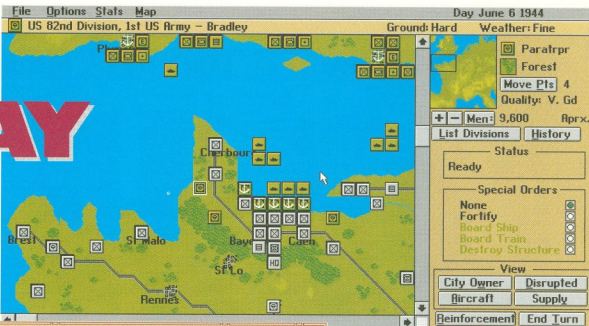 File Options Stats Map Day June 6 1944
US 82nd Division, 1st US Army – Bradley Ground: Hard Weather: Fine
Paratrpr
Forest
Move Pts 4
Quality: V. Gd
+ – Men: 9,600 Aprx.
List Divisions History
Status
Ready
Special Orders
None
Fortify
Board Ship
Board Train
Destroy Structure
View
City Owner Disrupted
Aircraft Supply
Reinforcement End Turn
AY
Cherbourg
Brest
St Malo
Caen
St Lo
HQ
Rennes